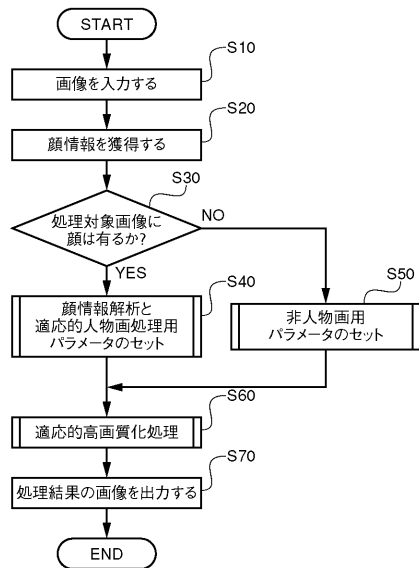 START
S10
画像を入力する
S20
顔情報を獲得する
S30
処理対象画像に
顔は有るか?
NO
YES
S40
顔情報解析と
適応的人物画処理用
パラメータのセット
S50
非人物画用
パラメータのセット
S60
適応的高画質化処理
S70
処理結果の画像を出力する
END